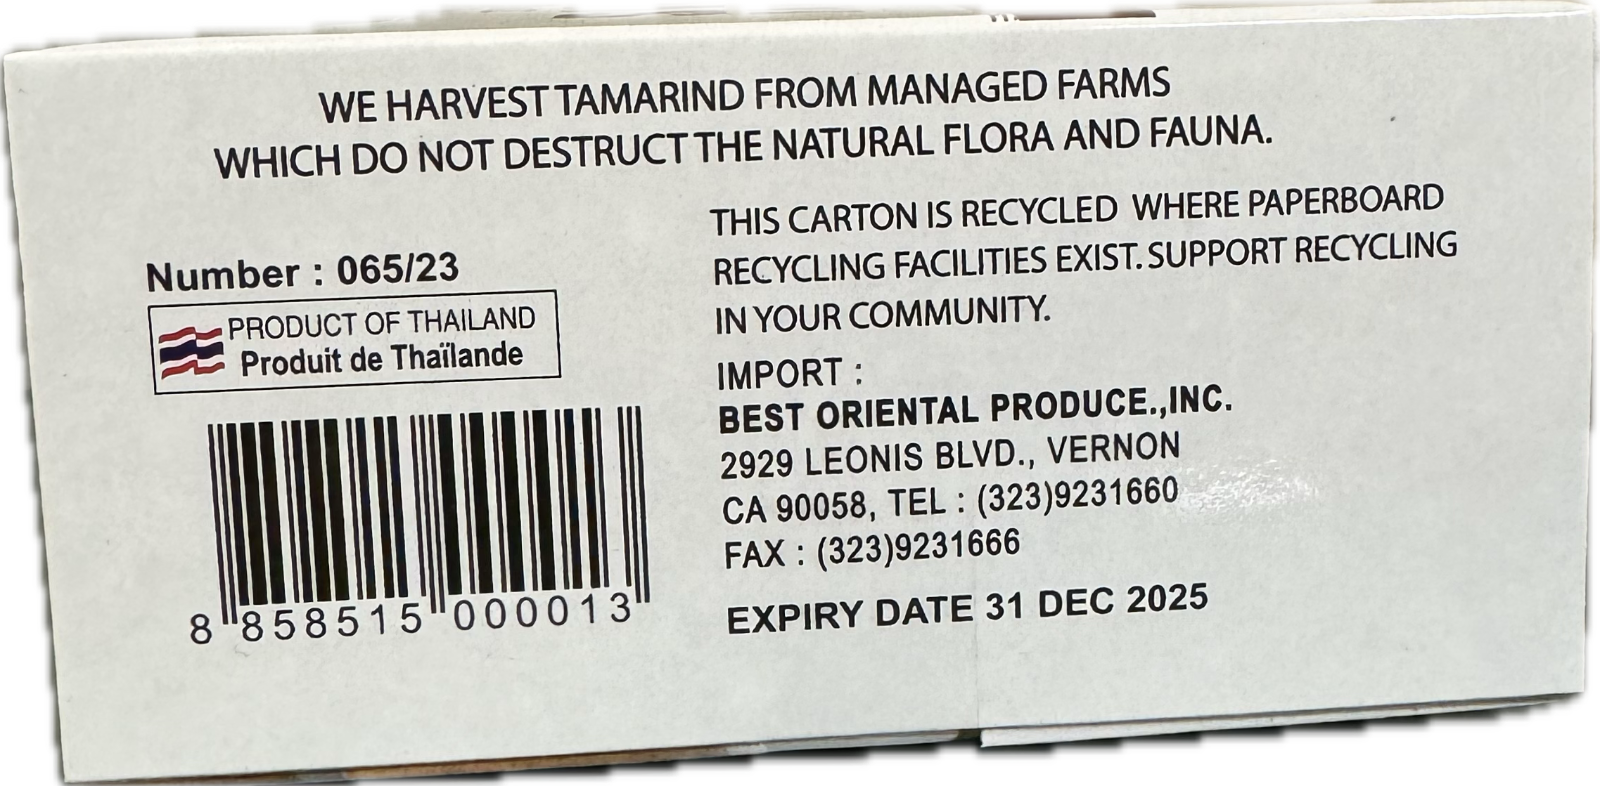 WE HARVEST TAMARIND FROM MANAGED FARMS
WHICH DO NOT DESTRUCT THE NATURAL FLORA AND FAUNA.
Number : 065/23
PRODUCT OF THAILAND
Produit de Thaïlande
8 858515 000013
THIS CARTON IS RECYCLED WHERE PAPERBOARD
RECYCLING FACILITIES EXIST. SUPPORT RECYCLING
IN YOUR COMMUNITY.
IMPORT :
BEST ORIENTAL PRODUCE.,INC.
2929 LEONIS BLVD., VERNON
CA 90058, TEL : (323)9231660
FAX : (323)9231666
EXPIRY DATE 31 DEC 2025